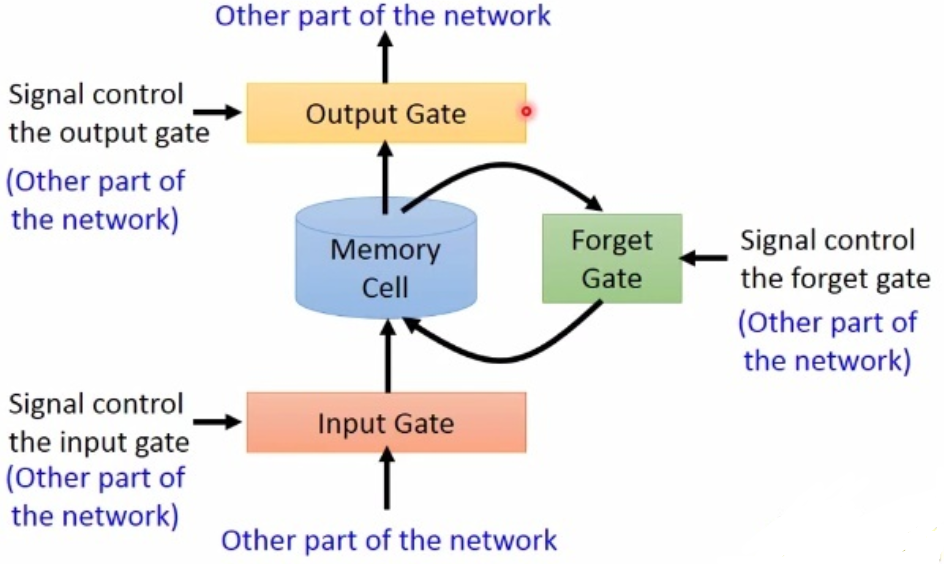 Other part of the network
Signal control
the output gate
(Other part of
the network)
Output Gate
Memory
Cell
Forget
Gate
Signal control
the forget gate
(Other part of
the network)
Signal control
the input gate
(Other part of
the network)
Input Gate
Other part of the network